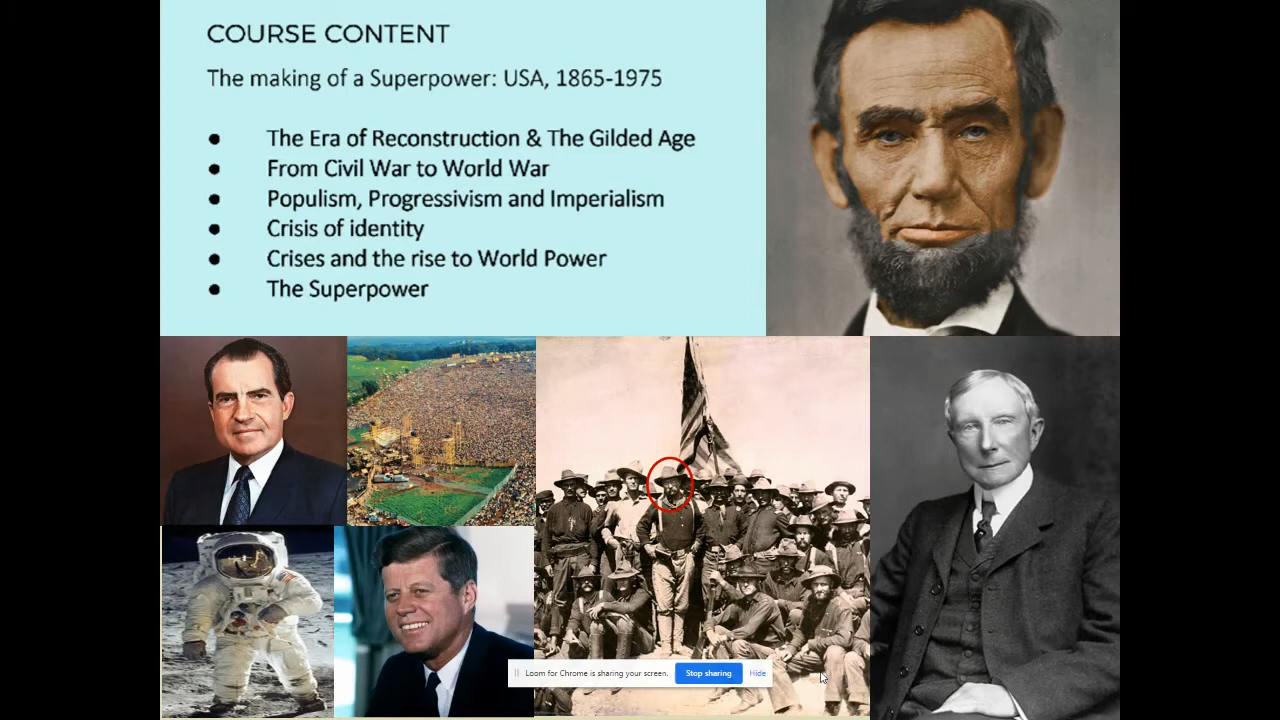 COURSE CONTENT
The making of a Superpower: USA, 1865-1975
● The Era of Reconstruction & The Gilded Age
● From Civil War to World War
● Populism, Progressivism and Imperialism
● Crisis of identity
● Crises and the rise to World Power
● The Superpower
Loom for Chrome is sharing your screen. Stop sharing Hide